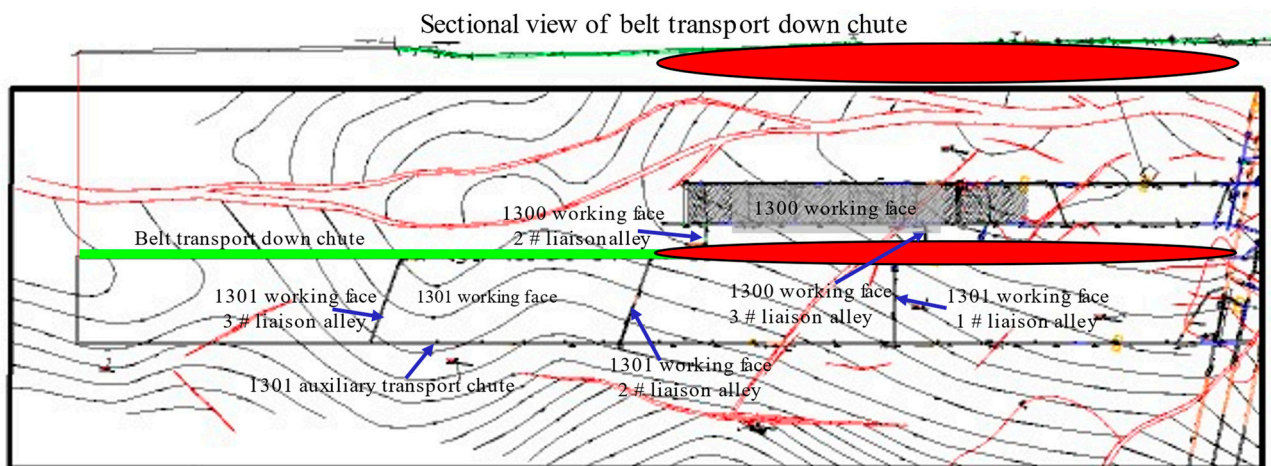 Sectional view of belt transport down chute
1300 working face
2 # liaison alley
1300 working face
Belt transport down chute
1301 working face
3 # liaison alley
1301 working face
1300 working face
3 # liaison alley
1301 working face
1 # liaison alley
1301 auxiliary transport chute
1301 working face
2 # liaison alley